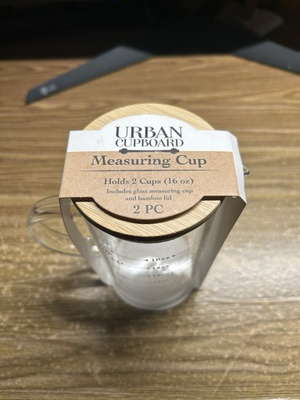 URBAN
CUPBOARD
Measuring Cup
Holds 2 Cups (16 oz)
Includes glass measuring cup
and bamboo lid
2 PC